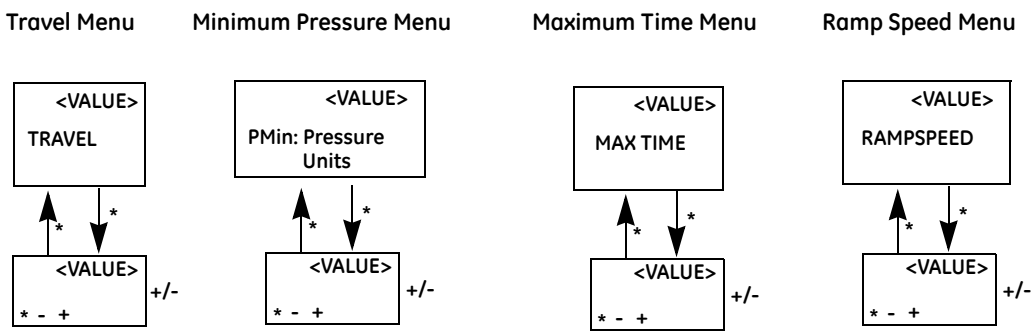 Travel Menu
<VALUE>
TRAVEL
*
*
<VALUE>
* - +
+/-
Minimum Pressure Menu
<VALUE>
PMin: Pressure
Units
*
*
<VALUE>
* - +
+/-
Maximum Time Menu
<VALUE>
MAX TIME
*
*
<VALUE>
* - +
+/-
Ramp Speed Menu
<VALUE>
RAMPSPEED
*
*
<VALUE>
* - +
+/-